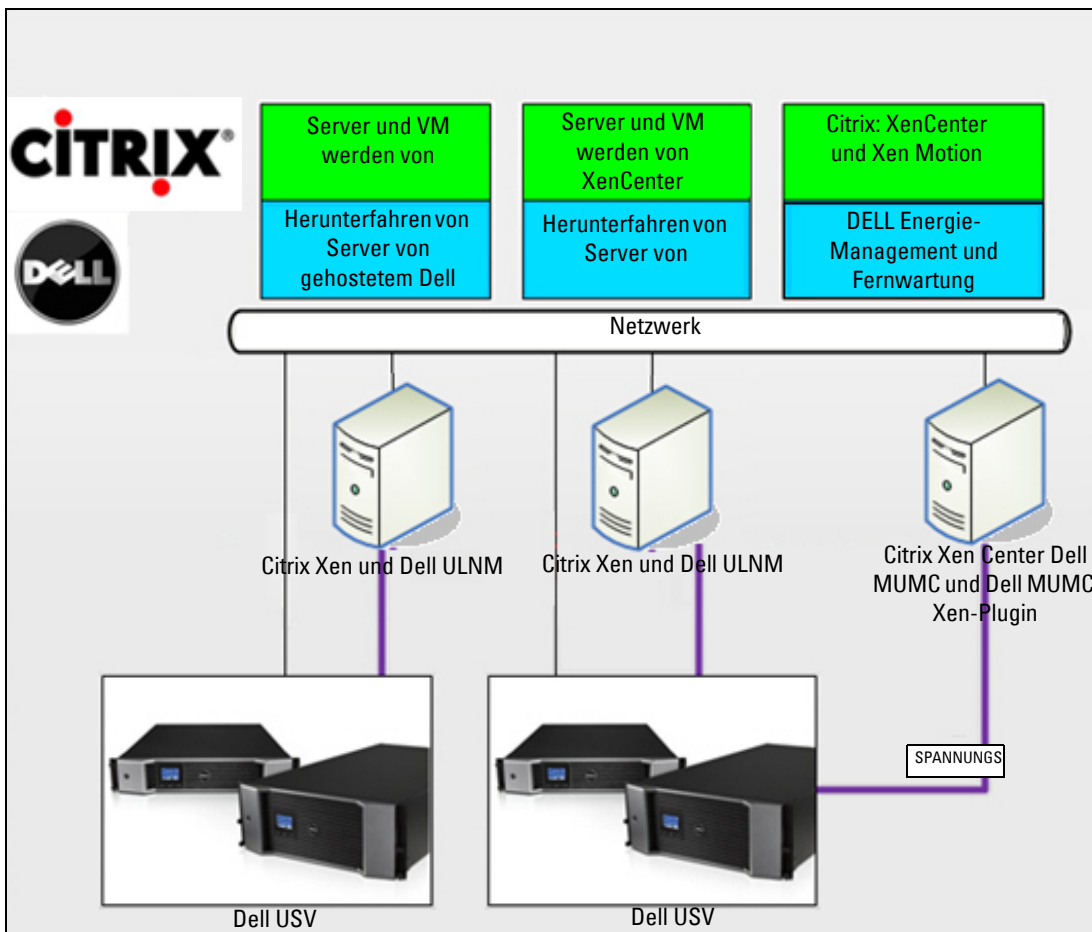 CITRIX®
DELL
Server und VM
werden von
Server und VM
werden von
XenCenter
Citrix: XenCenter
und Xen Motion
Herunterfahren von
Server von
gehostetem Dell
Herunterfahren von
Server von
DELL Energie-
Management und
Fernwartung
Netzwerk
Citrix Xen und Dell ULNM
Citrix Xen und Dell ULNM
Citrix Xen Center Dell
MUMC und Dell MUMC
Xen-Plugin
SPANNUNGS
Dell USV
Dell USV